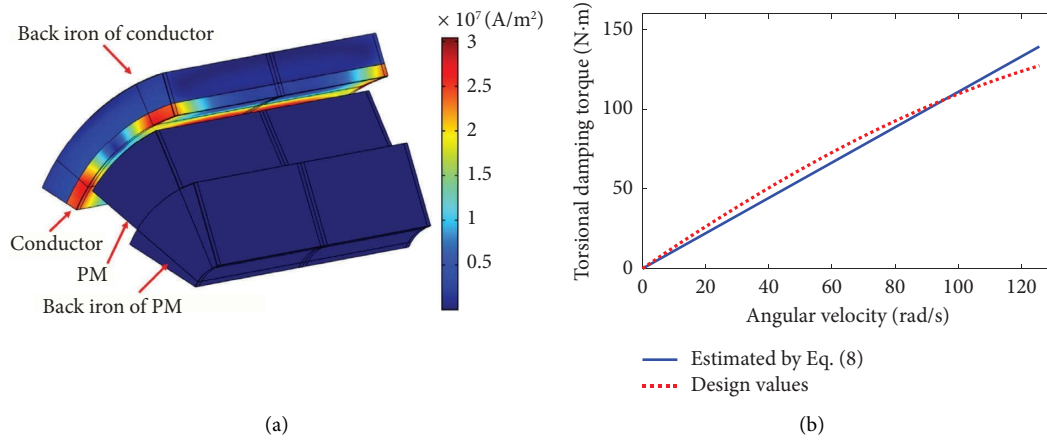 × 10⁷ (A/m²)
Back iron of conductor
3
2.5
2
1.5
1
0.5
Conductor
PM
Back iron of PM
(a)
Torsional damping torque (N·m)
150
100
50
0
0 20 40 60 80 100 120
Angular velocity (rad/s)
Estimated by Eq. (8)
Design values
(b)